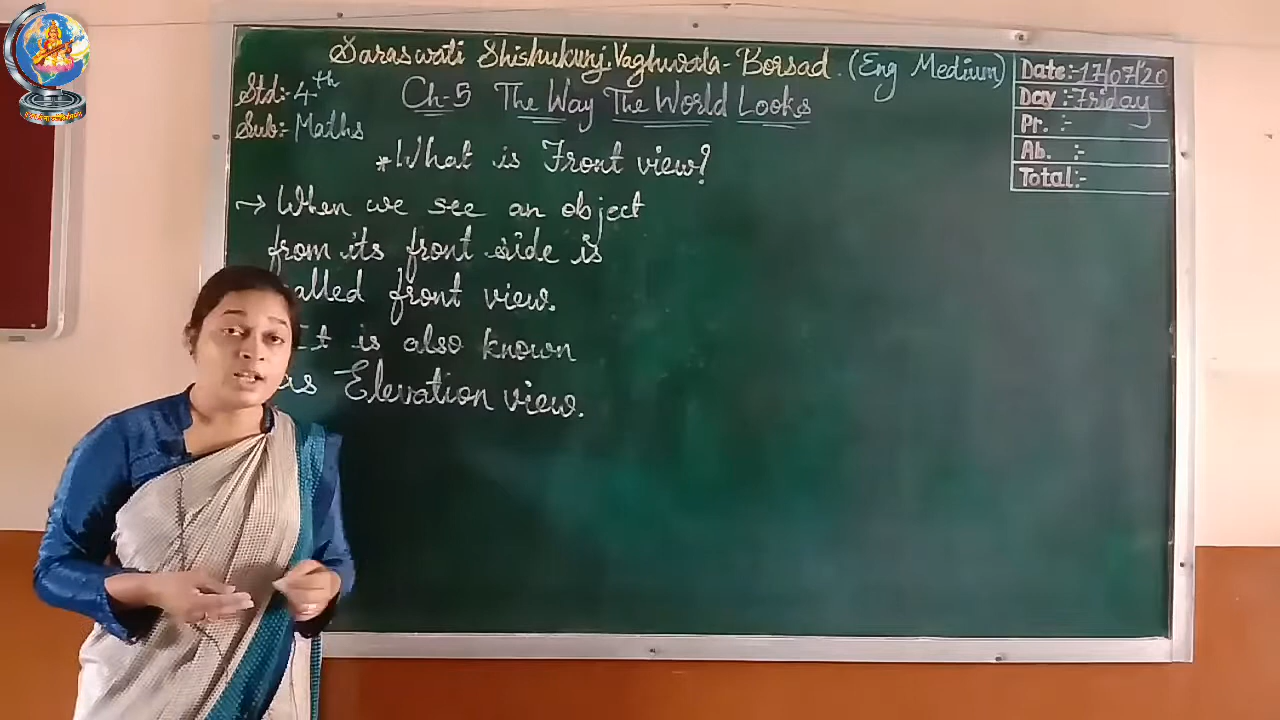 Saraswati Shishukunj, Vaghwala - Borsad. (Eng Medium)
Std:- 4th
Sub:- Maths
Ch-5 The Way The World Looks
Date:- 17/07/20
Day:- Friday
Pr. :-
Ab. :-
Total:-
*What is Front view?
→ When we see an object
from its front side is
called front view.
It is also known
as Elevation view.